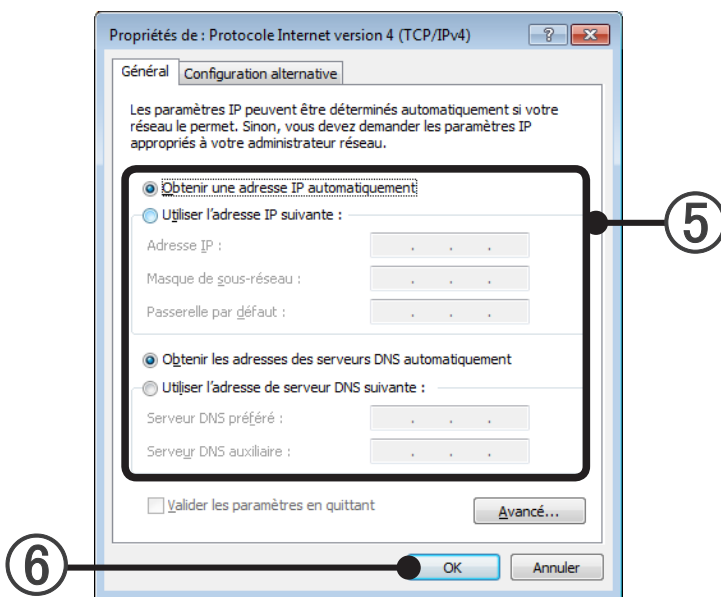 Propriétés de : Protocole Internet version 4 (TCP/IPv4)
Général
Configuration alternative
Les paramètres IP peuvent être déterminés automatiquement si votre
réseau le permet. Sinon, vous devez demander les paramètres IP
appropriés à votre administrateur réseau.
Obtenir une adresse IP automatiquement
Utiliser l'adresse IP suivante :
5
Adresse IP :
Masque de sous-réseau :
Passerelle par défaut :
Obtenir les adresses des serveurs DNS automatiquement
Utiliser l'adresse de serveur DNS suivante :
Serveur DNS préféré :
Serveur DNS auxiliaire :
Valider les paramètres en quittant
Avancé...
6
OK
Annuler